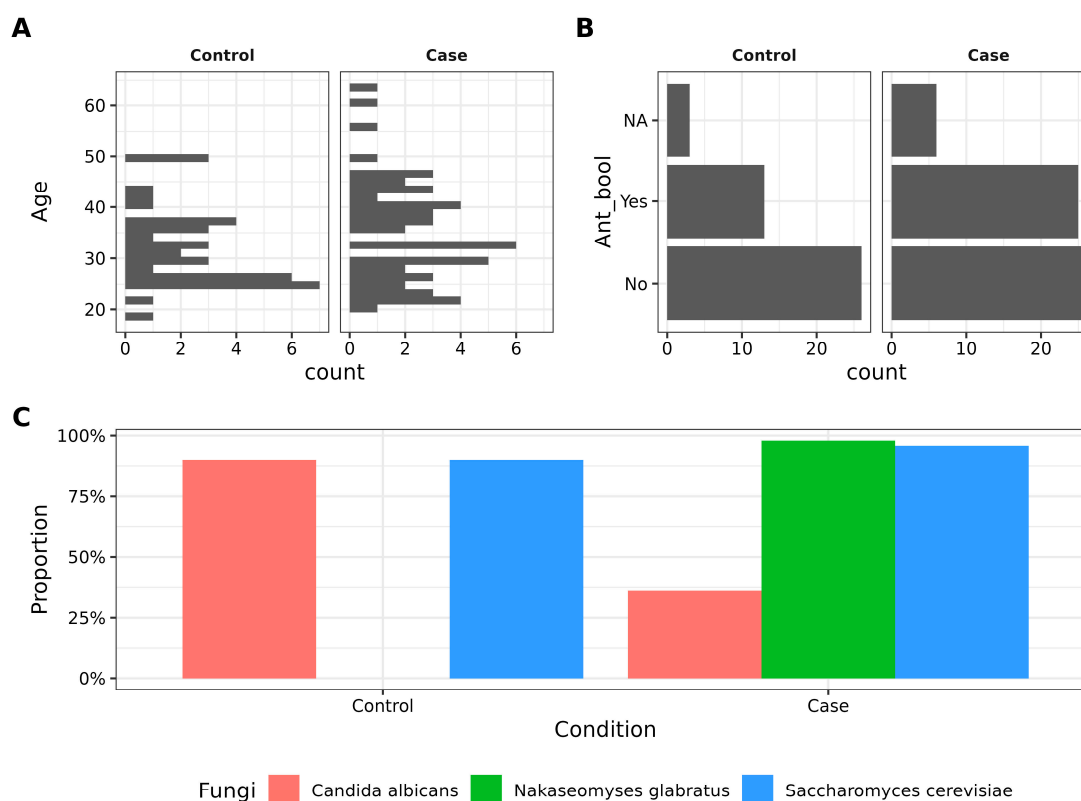 A
Control
Case
60
50
40
30
20
Age
0 2 4 6
0 2 4 6
count
B
Control
Case
NA
Yes
No
Ant_bool
0 10 20
0 10 20
count
C
100%
75%
50%
25%
0%
Proportion
Control
Case
Condition
Fungi Candida albicans Nakaseomyses glabratus Saccharomyces cerevisiae